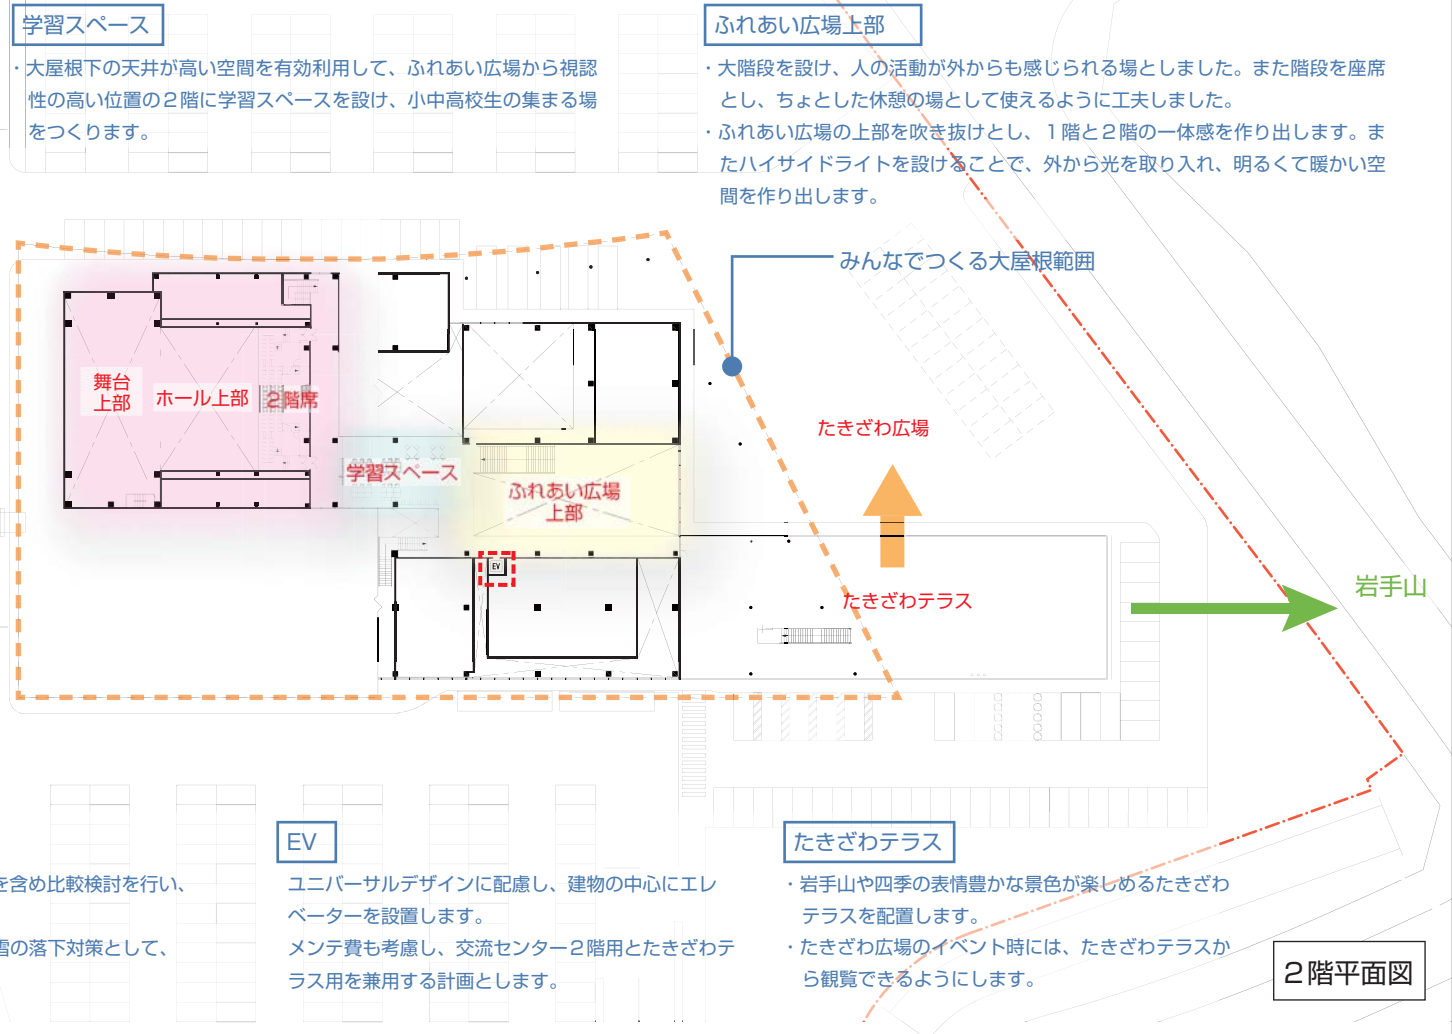 学習スペース
・大屋根下の天井が高い空間を有効利用して、ふれあい広場から視認
性の高い位置の２階に学習スペースを設け、小中高校生の集まる場
をつくります。
ふれあい広場上部
・大階段を設け、人の活動が外からも感じられる場としました。また階段を座席
とし、ちょとした休憩の場として使えるように工夫しました。
・ふれあい広場の上部を吹き抜けとし、１階と２階の一体感を作り出します。ま
たハイサイドライトを設けることで、外から光を取り入れ、明るくて暖かい空
間を作り出します。
みんなでつくる大屋根範囲
舞台
上部
ホール上部
２階席
学習スペース
ふれあい広場
上部
EV
たきざわ広場
たきざわテラス
岩手山
を含め比較検討を行い、
雪の落下対策として、
EV
ユニバーサルデザインに配慮し、建物の中心にエレ
ベーターを設置します。
メンテ費も考慮し、交流センター２階用とたきざわテ
ラス用を兼用する計画とします。
たきざわテラス
・岩手山や四季の表情豊かな景色が楽しめるたきざわ
テラスを配置します。
・たきざわ広場のイベント時には、たきざわテラスか
ら観覧できるようにします。
２階平面図